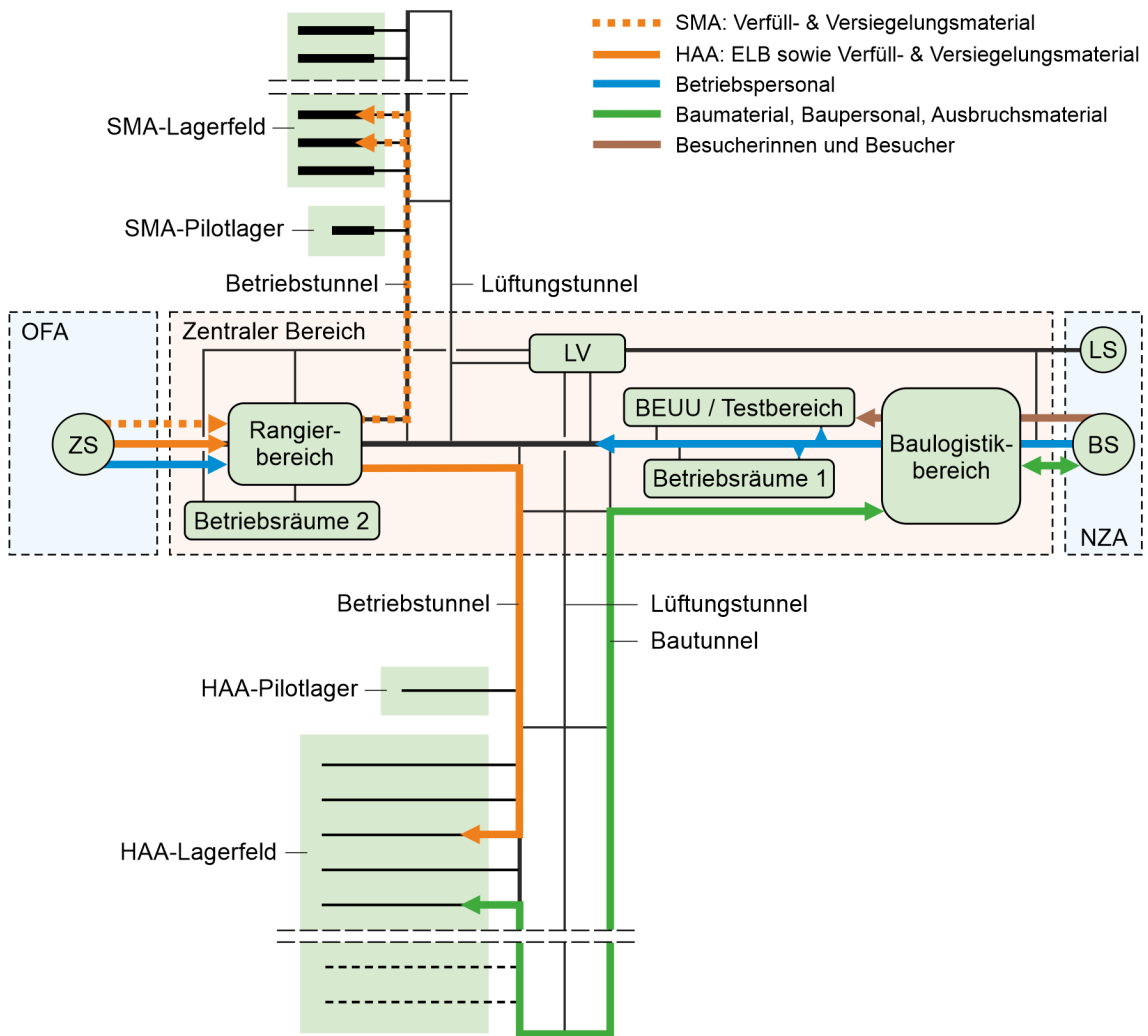 SMA: Verfüll- & Versiegelungsmaterial
HAA: ELB sowie Verfüll- & Versiegelungsmaterial
Betriebspersonal
Baumaterial, Baupersonal, Ausbruchsmaterial
Besucherinnen und Besucher
SMA-Lagerfeld
SMA-Pilotlager
Betriebstunnel
Lüftungstunnel
OFA
Zentraler Bereich
LV
LS
BEUU / Testbereich
ZS
Rangier-
bereich
Baulogistik-
bereich
BS
Betriebsräume 1
Betriebsräume 2
NZA
Betriebstunnel
Lüftungstunnel
Bautunnel
HAA-Pilotlager
HAA-Lagerfeld